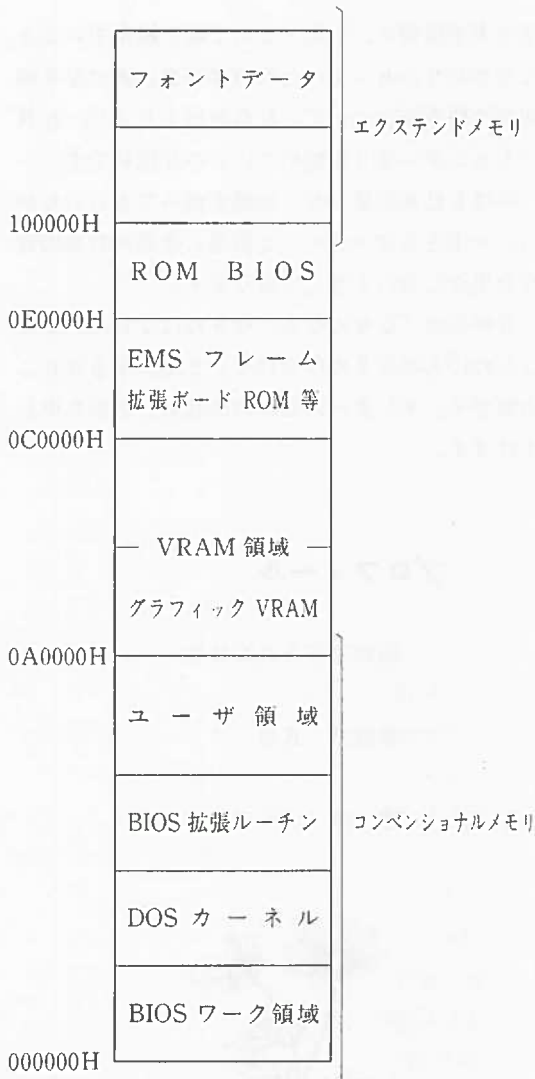 フォントデータ
エクステンドメモリ
100000H
ROM BIOS
0E0000H
EMS フレーム
拡張ボード ROM 等
0C0000H
VRAM 領域
グラフィック VRAM
0A0000H
ユーザ領域
BIOS 拡張ルーチン
コンベンショナルメモリ
DOS カーネル
BIOS ワーク領域
000000H